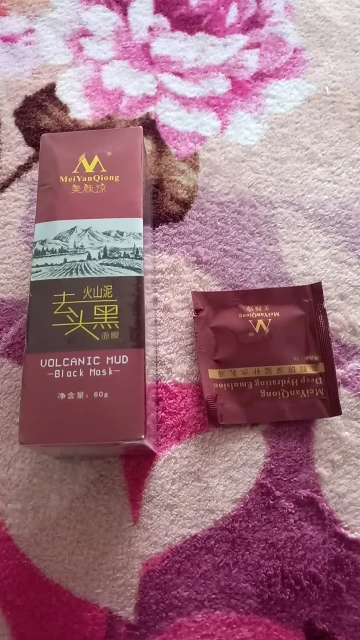 MeiYanQiong
美颜琼
火山泥
去头黑
面膜
VOLCANIC MUD
—Black Mask—
净含量：60g
MeiYanQiong
MeiYanQiong
Deep Hydrating Emulsion